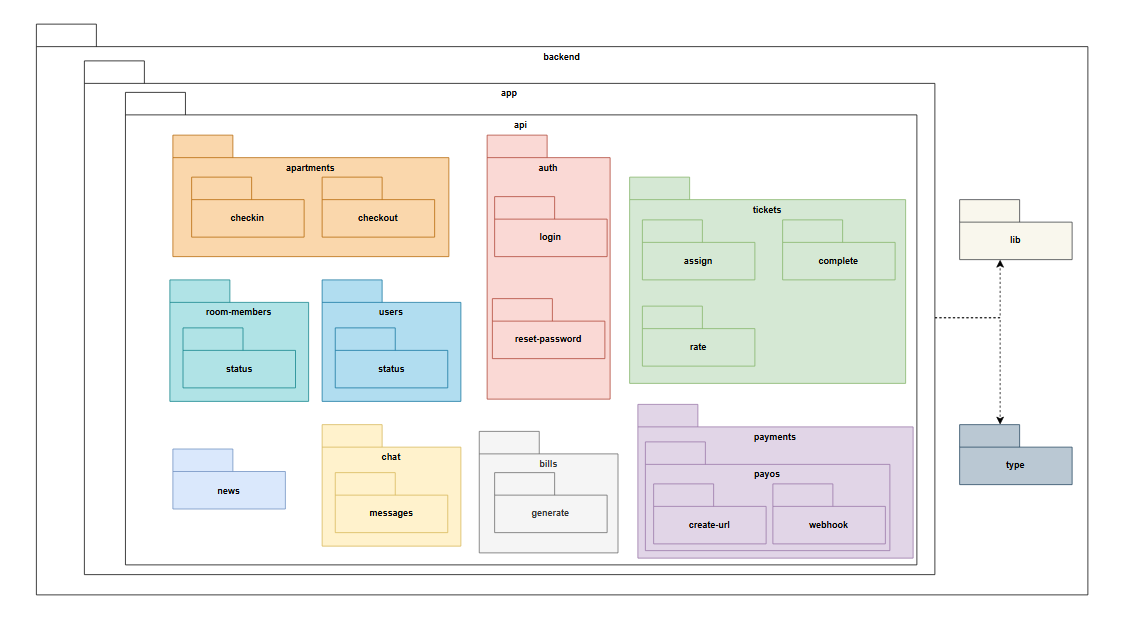 backend
app
api
apartments
checkin
checkout
auth
login
reset-password
tickets
assign
complete
rate
lib
room-members
status
users
status
type
news
chat
messages
bills
generate
payments
payos
create-url
webhook